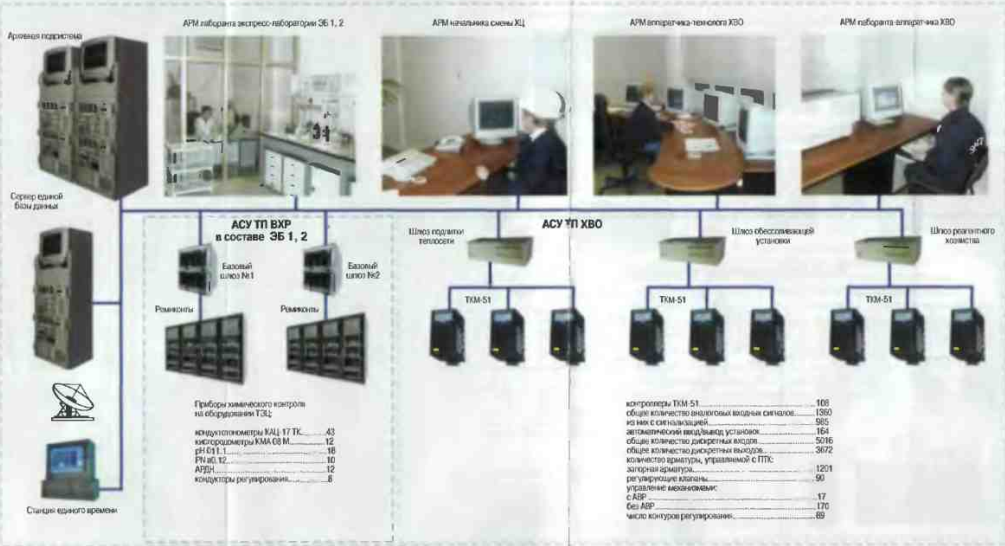 АРМ лаборанта экспресс-лаборатории ЭБ 1, 2
АРМ начальника смены ХЦ
АРМ аппаратчика-технолога ХВО
АРМ лаборанта-аппаратчика ХВО
Архивная подсистема
Сервер единой
базы данных
АСУ ТП ВХР
в составе ЭБ 1, 2
АСУ ТП ХВО
Базовый
шлюз №1
Базовый
шлюз №2
Шлюз подпитки
теплосети
Шлюз обессоливающей
установки
Шлюз реагентного
хозяйства
Ремиконты
Ремиконты
ТКМ-51
ТКМ-51
ТКМ-51
Приборы химического контроля
на оборудовании ТЭЦ:
кондуктометры КАЦ-17 ТК 43
кислородомеры КМА 08 М 12
pH 011.1 18
10
АРДН 12
кондукторы регулирования 8
контроллеры ТКМ-51 108
общее количество аналоговых входных сигналов 1360
из них с сигнализацией 985
автоматический ввод/вывод установок 164
общее количество дискретных входов 5016
общее количество дискретных выходов 3672
количество арматуры, управляемой с ПТК:
запорная арматура 1201
регулирующие клапаны 90
управление механизмами:
с АВР 17
без АВР 170
число контуров регулирования 89
Станция единого времени